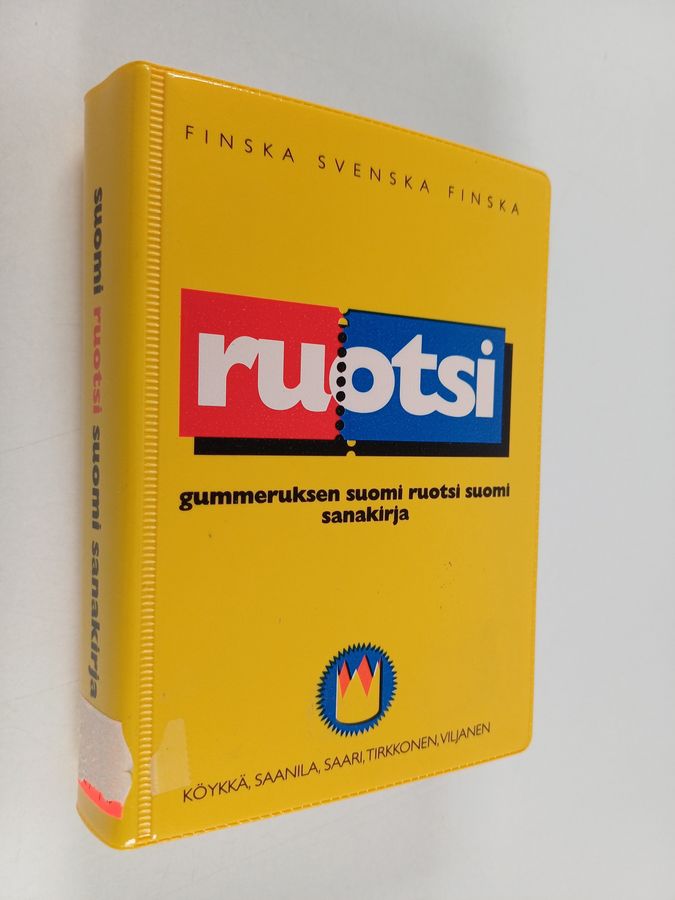 FINSKA SVENSKA FINSKA
ruotsi
gummeruksen suomi ruotsi suomi
sanakirja
KÖYKKÄ, SAANILA, SAARI, TIRKKONEN, VILJANEN
suomi ruotsi suomi sanakirja